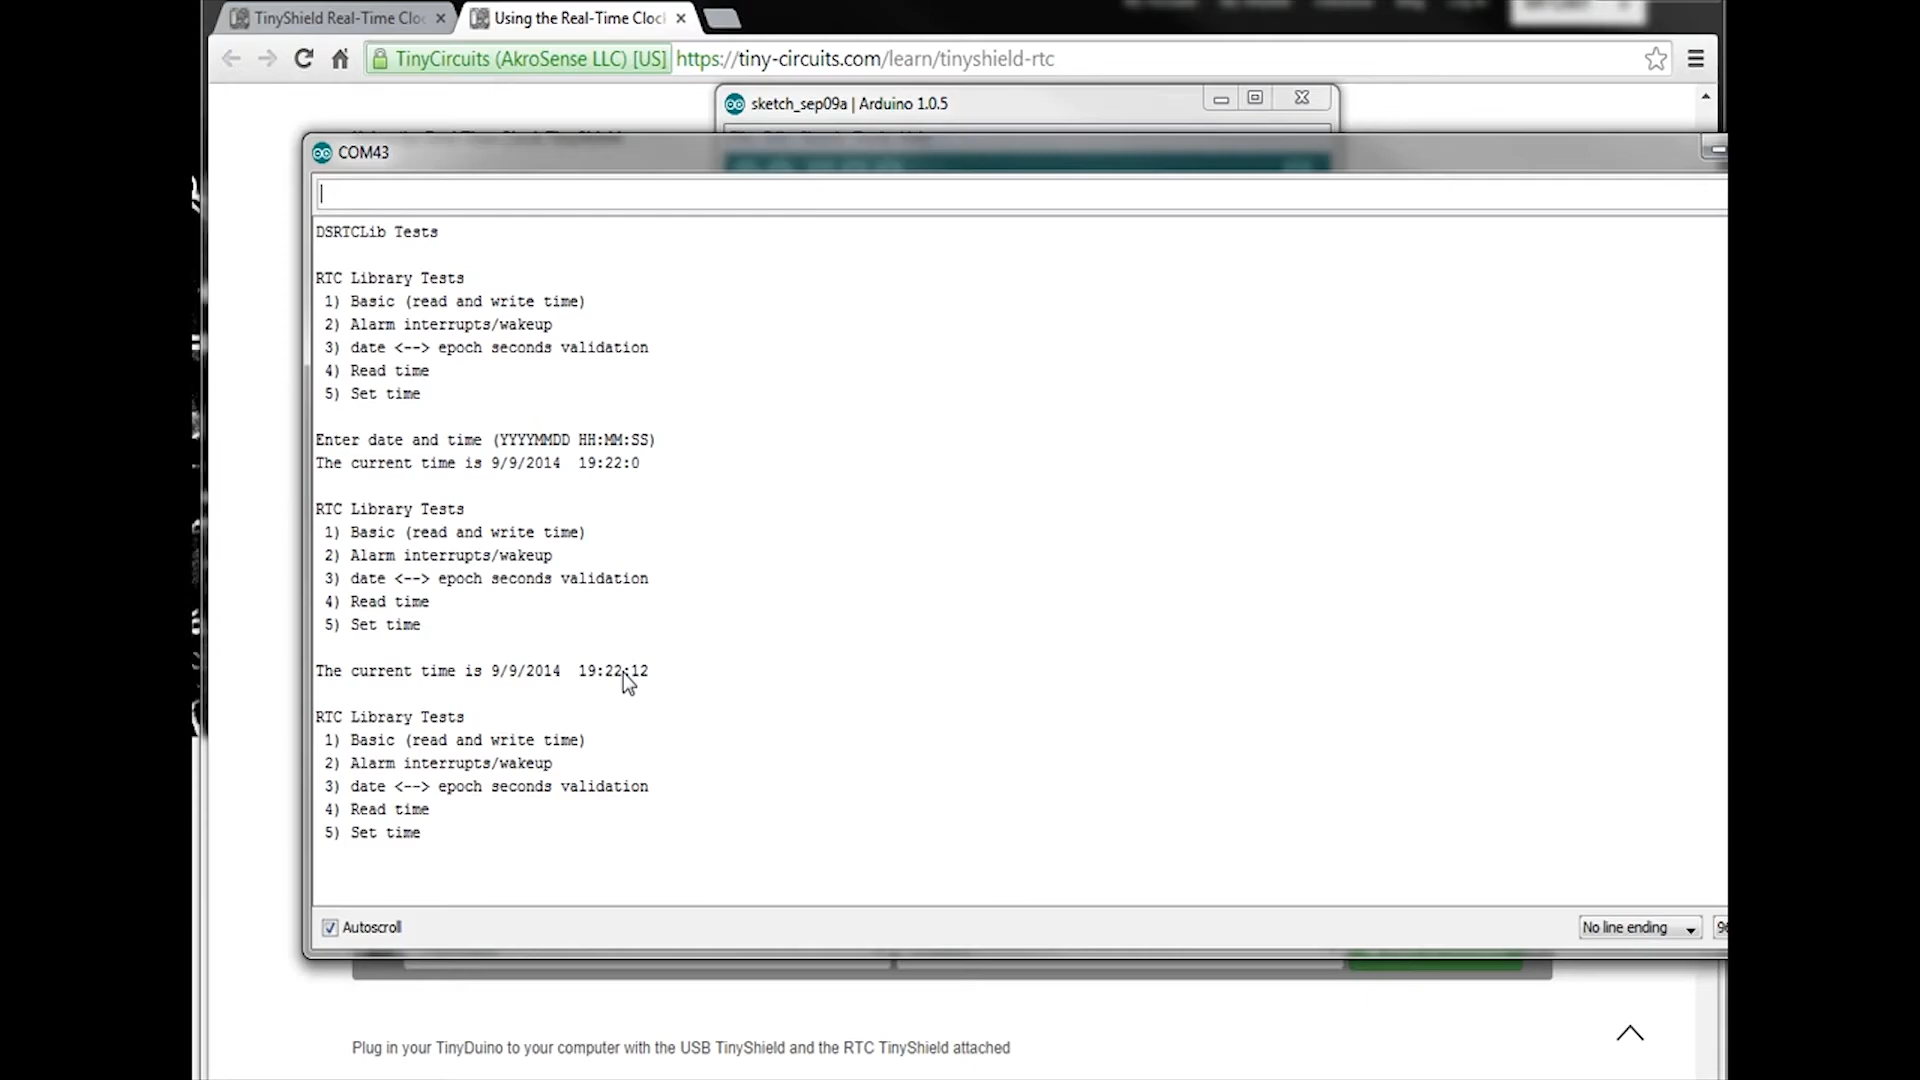 TinyShield Real-Time Cloc
Using the Real-Time Clock
TinyCircuits (AkroSense LLC) [US] https://tiny-circuits.com/learn/tinyshield-rtc
sketch_sep09a | Arduino 1.0.5
COM43
DSRTCLib Tests
RTC Library Tests
1) Basic (read and write time)
2) Alarm interrupts/wakeup
3) date <--> epoch seconds validation
4) Read time
5) Set time
Enter date and time (YYYYMMDD HH:MM:SS)
The current time is 9/9/2014  19:22:0
RTC Library Tests
1) Basic (read and write time)
2) Alarm interrupts/wakeup
3) date <--> epoch seconds validation
4) Read time
5) Set time
The current time is 9/9/2014  19:22:12
RTC Library Tests
1) Basic (read and write time)
2) Alarm interrupts/wakeup
3) date <--> epoch seconds validation
4) Read time
5) Set time
Autoscroll
No line ending
Plug in your TinyDuino to your computer with the USB TinyShield and the RTC TinyShield attached